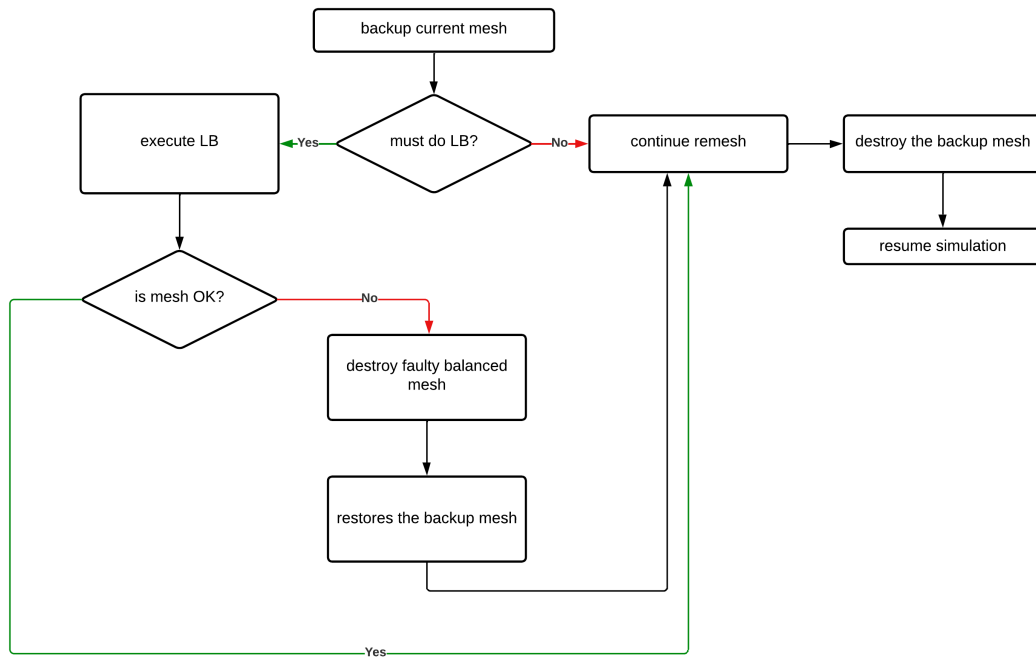 backup current mesh
execute LB
Yes
must do LB?
No
continue remesh
destroy the backup mesh
resume simulation
is mesh OK?
No
destroy faulty balanced
mesh
restores the backup mesh
Yes